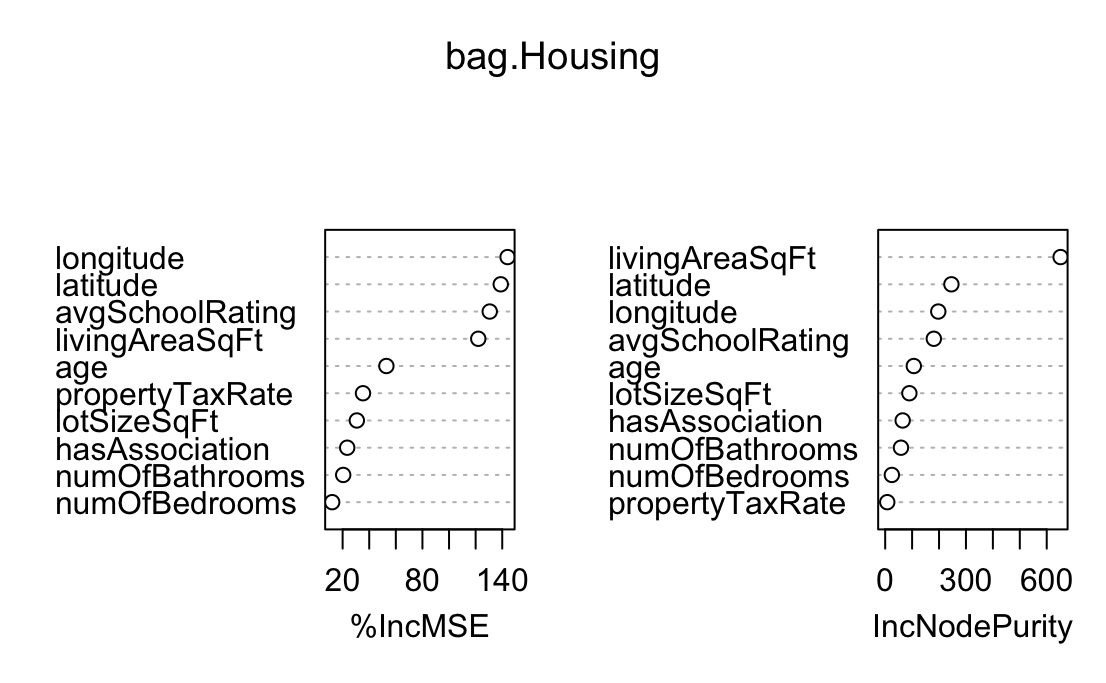 bag.Housing
longitude
latitude
avgSchoolRating
livingAreaSqFt
age
propertyTaxRate
lotSizeSqFt
hasAssociation
numOfBathrooms
numOfBedrooms
20 80 140
%IncMSE
livingAreaSqFt
latitude
longitude
avgSchoolRating
age
lotSizeSqFt
hasAssociation
numOfBathrooms
numOfBedrooms
propertyTaxRate
0 300 600
IncNodePurity